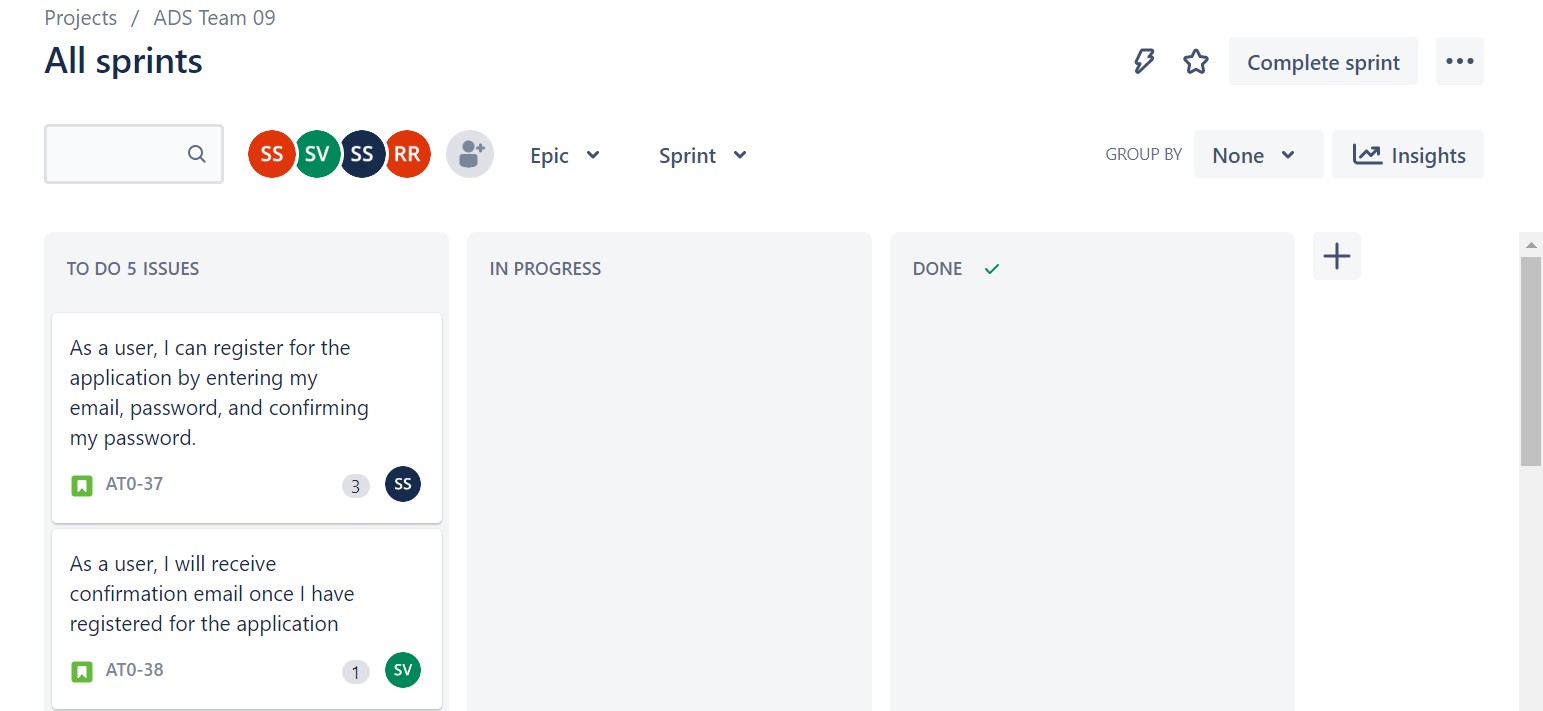 Projects / ADS Team 09
All sprints
Complete sprint
SS SV SS RR
Epic
Sprint
GROUP BY
None
Insights
TO DO 5 ISSUES
IN PROGRESS
DONE
As a user, I can register for the
application by entering my
email, password, and confirming
my password.
AT0-37
3
SS
As a user, I will receive
confirmation email once I have
registered for the application
AT0-38
1
SV